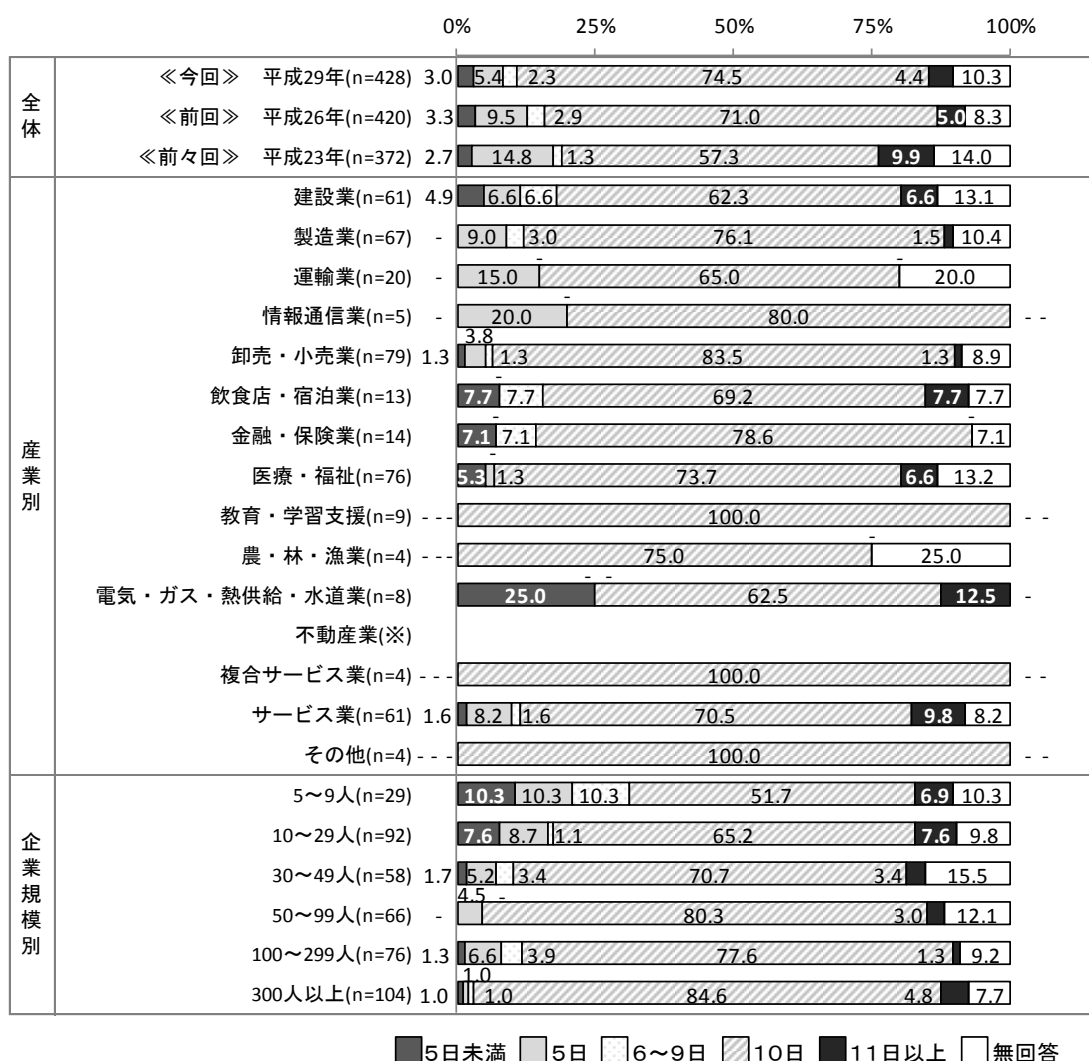 0% 25% 50% 75% 100%
全体
≪今回≫ 平成29年(n=428) 3.0 5.4 2.3 74.5 4.4 10.3
≪前回≫ 平成26年(n=420) 3.3 9.5 2.9 71.0 5.0 8.3
≪前々回≫ 平成23年(n=372) 2.7 14.8 1.3 57.3 9.9 14.0
産業別
建設業(n=61) 4.9 6.6 6.6 62.3 6.6 13.1
製造業(n=67) - 9.0 3.0 76.1 1.5 10.4
- -
運輸業(n=20) - 15.0 65.0 20.0
-
情報通信業(n=5) - 20.0 80.0 - -
3.8
卸売・小売業(n=79) 1.3 1.3 83.5 1.3 8.9
-
飲食店・宿泊業(n=13) 7.7 7.7 69.2 7.7 7.7
- -
金融・保険業(n=14) 7.1 7.1 78.6 7.1
-
医療・福祉(n=76) 5.3 1.3 73.7 6.6 13.2
教育・学習支援(n=9) - - - 100.0 - -
-
農・林・漁業(n=4) - - - 75.0 25.0
- -
電気・ガス・熱供給・水道業(n=8) 25.0 62.5 12.5 -
不動産業(※)
複合サービス業(n=4) - - - 100.0 - -
サービス業(n=61) 1.6 8.2 1.6 70.5 9.8 8.2
その他(n=4) - - - 100.0 - -
企業規模別
5～9人(n=29) 10.3 10.3 10.3 51.7 6.9 10.3
10～29人(n=92) 7.6 8.7 1.1 65.2 7.6 9.8
30～49人(n=58) 1.7 5.2 3.4 70.7 3.4 15.5
4.5 -
50～99人(n=66) - 80.3 3.0 12.1
100～299人(n=76) 1.3 6.6 3.9 77.6 1.3 9.2
1.0
300人以上(n=104) 1.0 1.0 84.6 4.8 7.7
5日未満 5日 6～9日 10日 11日以上 無回答